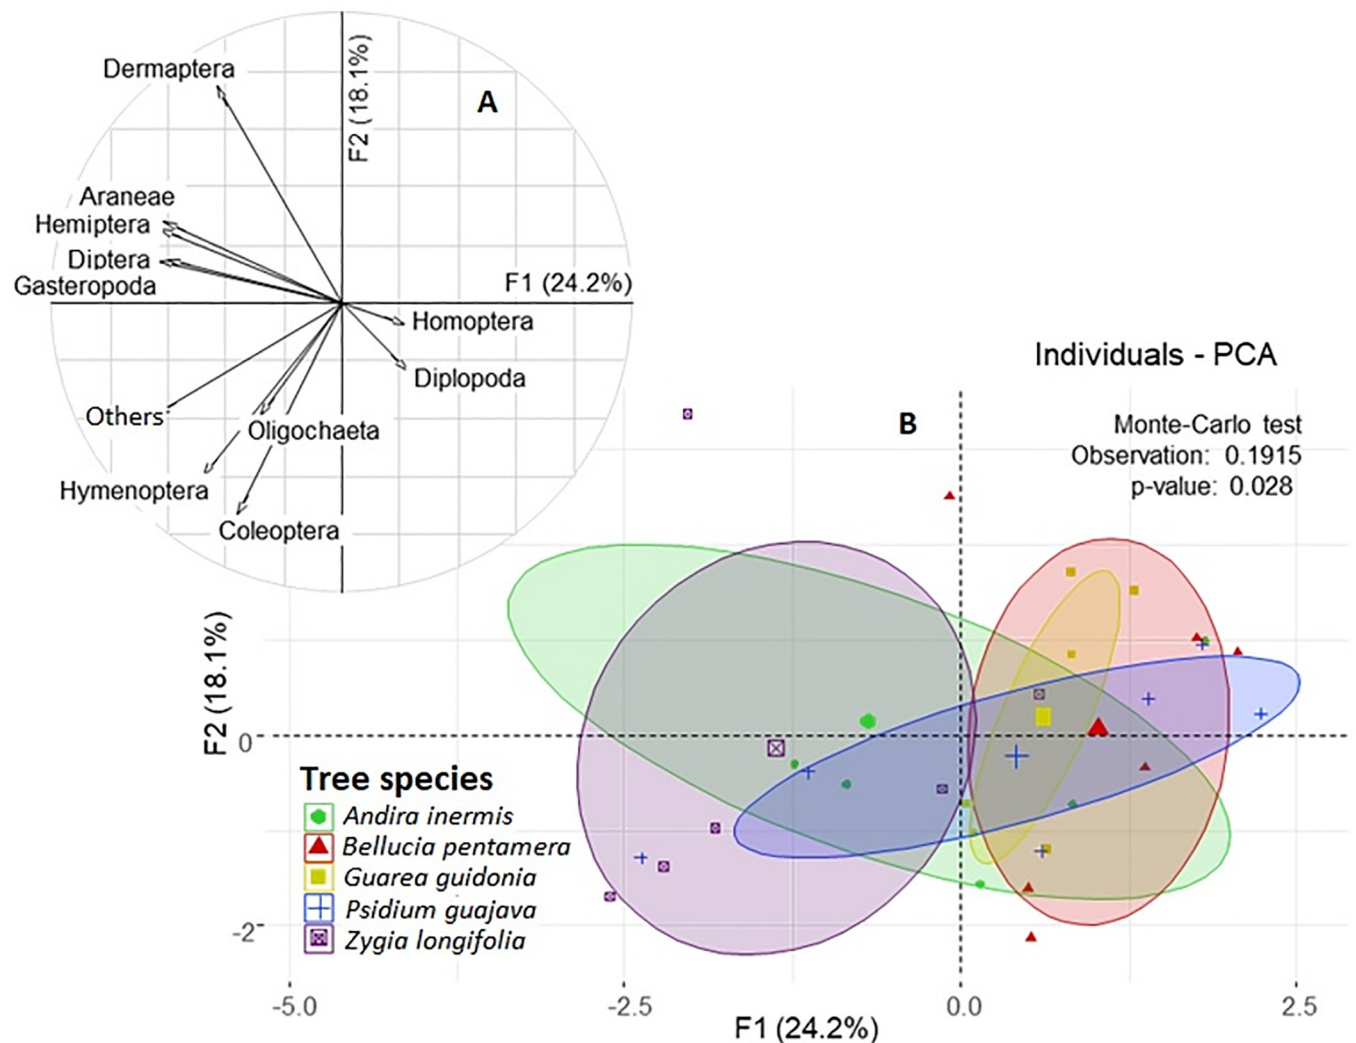 Dermaptera
F2 (18.1%)
A
Araneae
Hemiptera
Diptera
Gasteropoda
F1 (24.2%)
Homoptera
Diplopoda
Others
Oligochaeta
Hymenoptera
Coleoptera
Individuals - PCA
B
Monte-Carlo test
Observation: 0.1915
p-value: 0.028
F2 (18.1%)
0
-2
Tree species
Andira inermis
Bellucia pentamera
Guarea guidonia
Psidium guajava
Zygia longifolia
-5.0
-2.5
0.0
2.5
F1 (24.2%)